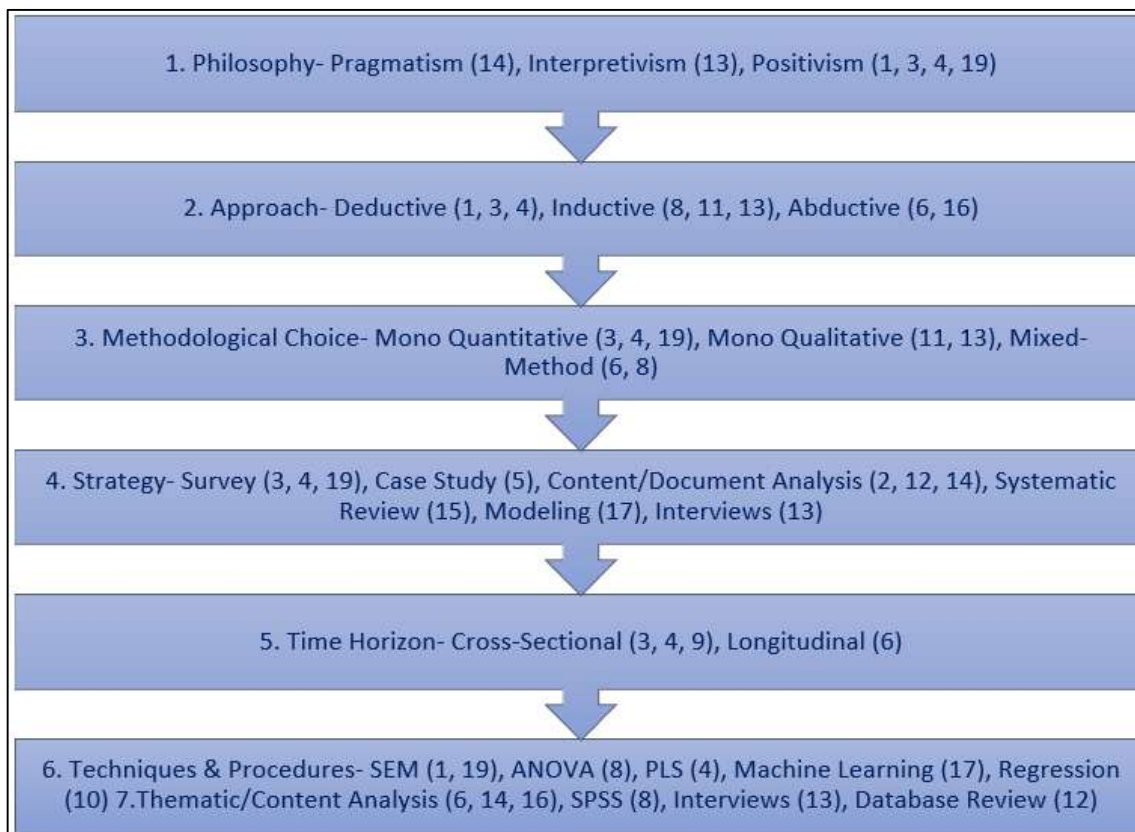 1. Philosophy- Pragmatism (14), Interpretivism (13), Positivism (1, 3, 4, 19)
2. Approach- Deductive (1, 3, 4), Inductive (8, 11, 13), Abductive (6, 16)
3. Methodological Choice- Mono Quantitative (3, 4, 19), Mono Qualitative (11, 13), Mixed-
Method (6, 8)
4. Strategy- Survey (3, 4, 19), Case Study (5), Content/Document Analysis (2, 12, 14), Systematic
Review (15), Modeling (17), Interviews (13)
5. Time Horizon- Cross-Sectional (3, 4, 9), Longitudinal (6)
6. Techniques & Procedures- SEM (1, 19), ANOVA (8), PLS (4), Machine Learning (17), Regression
(10) 7.Thematic/Content Analysis (6, 14, 16), SPSS (8), Interviews (13), Database Review (12)